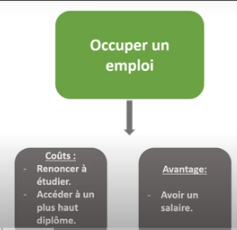 Occuper un
emploi
Coûts :
- Renoncer à
étudier.
- Accéder à un
plus haut
diplôme.
Avantage:
- Avoir un
salaire.